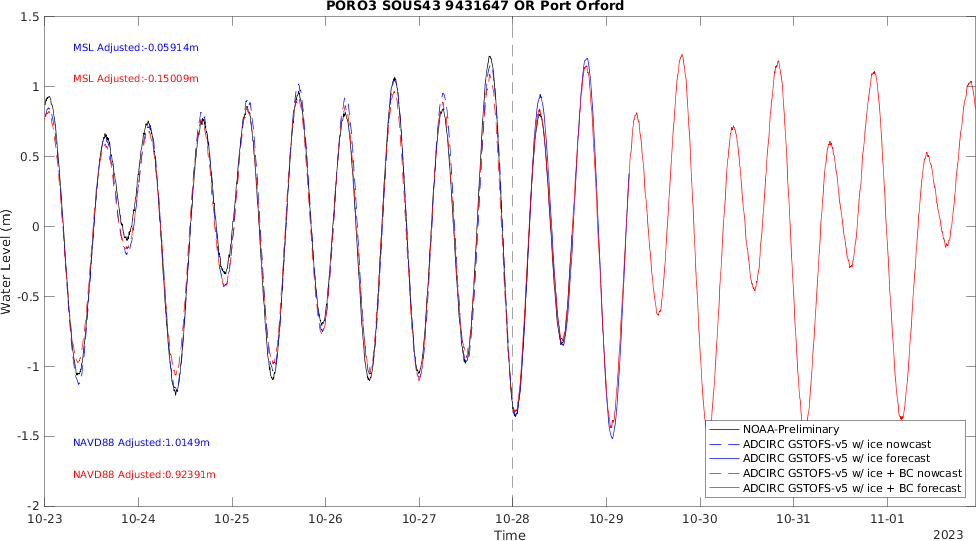 PORO3 SOUS43 9431647 OR Port Orford
MSL Adjusted:-0.05914m
MSL Adjusted:-0.15009m
NAVD88 Adjusted:1.0149m
NAVD88 Adjusted:0.92391m
Water Level (m)
1.5
1
0.5
0
-0.5
-1
-1.5
-2
NOAA-Preliminary
ADCIRC GSTOFS-v5 w/ ice nowcast
ADCIRC GSTOFS-v5 w/ ice forecast
ADCIRC GSTOFS-v5 w/ ice + BC nowcast
ADCIRC GSTOFS-v5 w/ ice + BC forecast
10-23 10-24 10-25 10-26 10-27 10-28 10-29 10-30 10-31 11-01
Time
2023